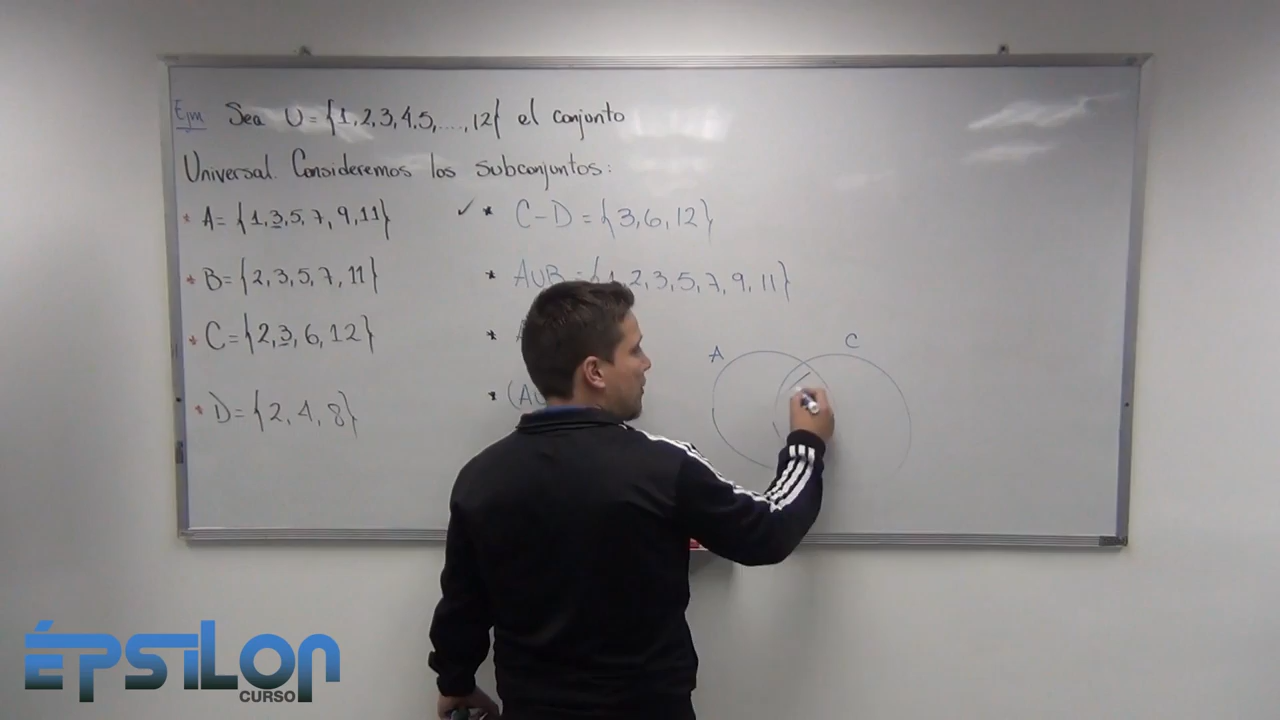 Ejm Sea U = {1, 2, 3, 4, 5, ...., 12} el conjunto
Universal. Consideremos los subconjuntos:
* A = {1, 3, 5, 7, 9, 11}
* B = {2, 3, 5, 7, 11}
* C = {2, 3, 6, 12}
* D = {2, 4, 8}
✓ * C - D = {3, 6, 12}
* A∪B = {1, 2, 3, 5, 7, 9, 11}
*
* (A∪
A
C
ÉPSILON
CURSO